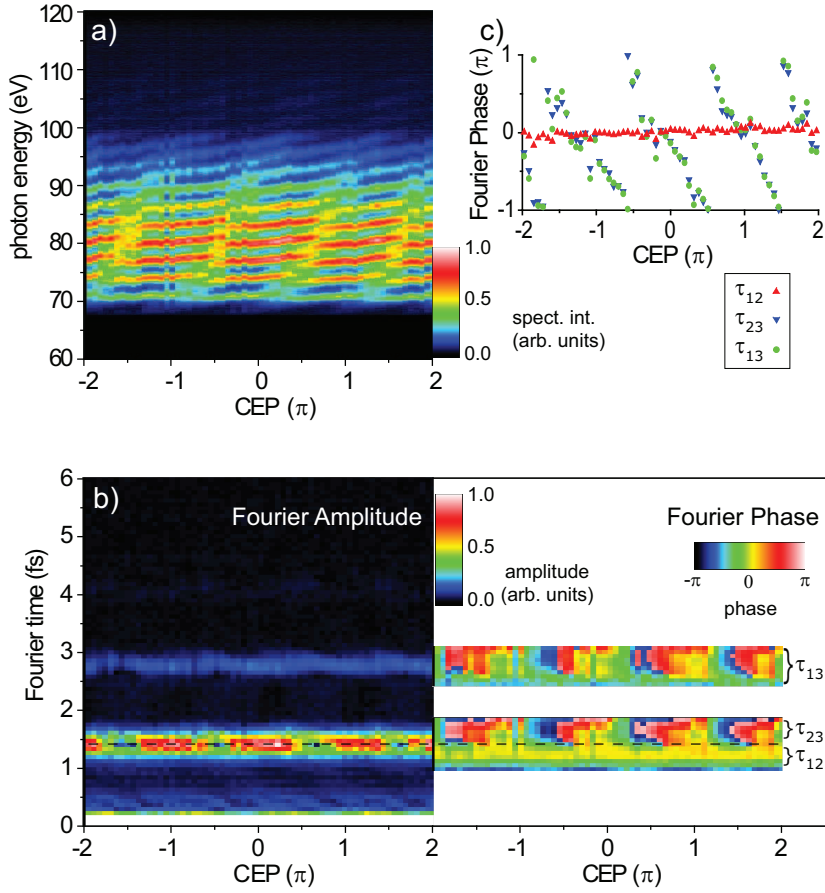 a)
120
110
100
90
80
70
60
photon energy (eV)
-2 -1 0 1 2
CEP (π)
1.0
0.5
0.0
spect. int.
(arb. units)
c)
1
0
-1
Fourier Phase (π)
-2 -1 0 1 2
CEP (π)
τ12
τ23
τ13
b)
Fourier Amplitude
6
5
4
3
2
1
0
Fourier time (fs)
-2 -1 0 1 2
CEP (π)
1.0
0.5
0.0
amplitude
(arb. units)
Fourier Phase
-π 0 π
phase
τ13
τ23
τ12
-1 0 1 2
CEP (π)